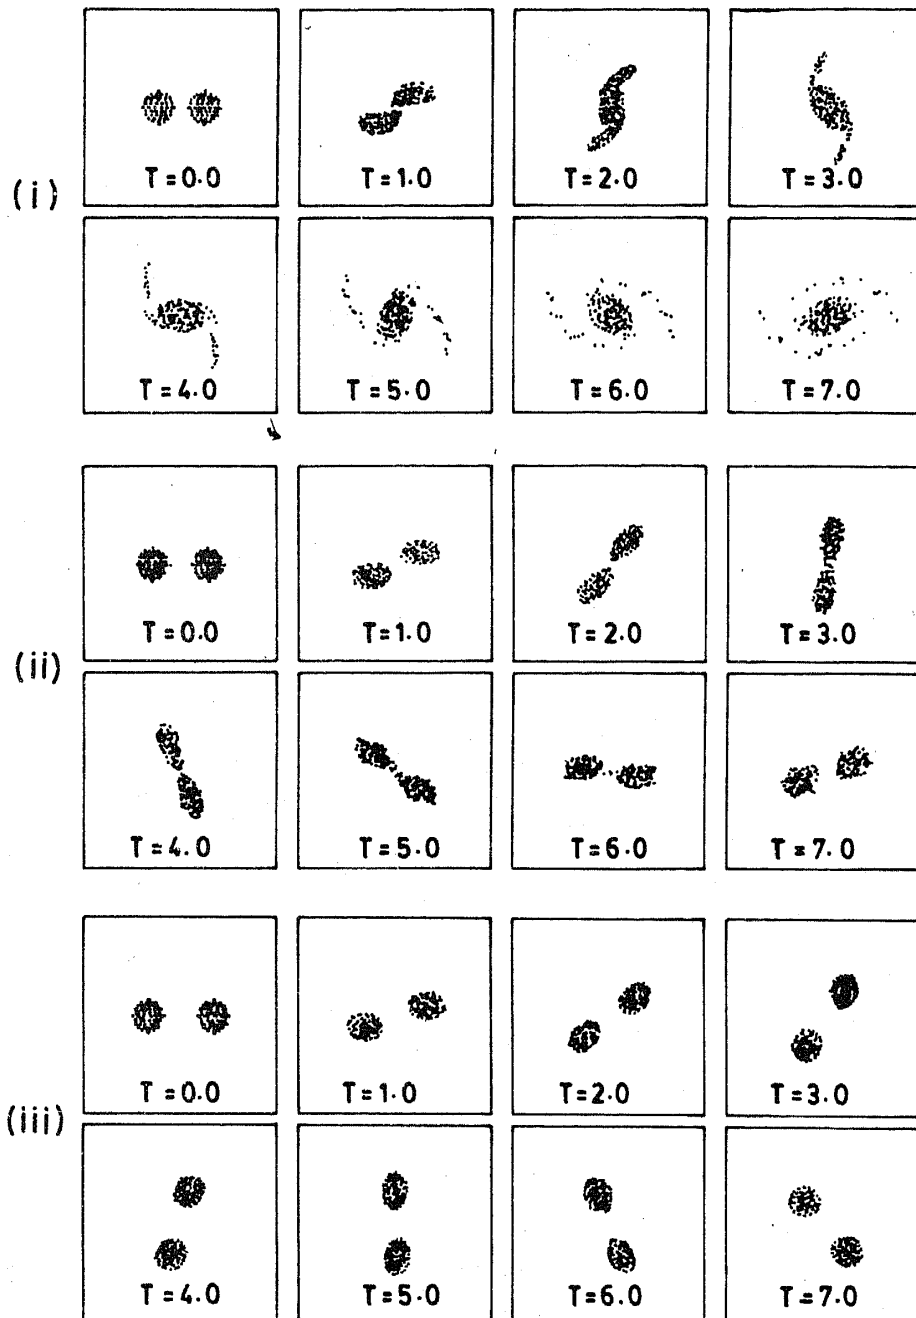 (i)
T = 0.0 T = 1.0 T = 2.0 T = 3.0
T = 4.0 T = 5.0 T = 6.0 T = 7.0
(ii)
T = 0.0 T = 1.0 T = 2.0 T = 3.0
T = 4.0 T = 5.0 T = 6.0 T = 7.0
(iii)
T = 0.0 T = 1.0 T = 2.0 T = 3.0
T = 4.0 T = 5.0 T = 6.0 T = 7.0